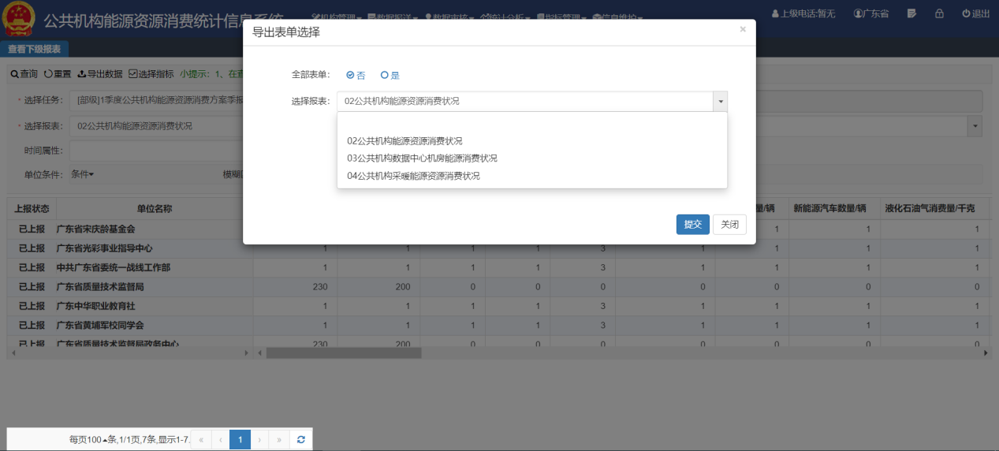 公共机构能源资源消费统计信息系统 机构管理 数据报送 数据审核 统计分析 指标管理 信息维护 上级电话:暂无 广东省 退出
查看下级报表
导出表单选择 ×
查询 重置 导出数据 选择指标 小提示：1、在查
* 选择任务： [部级]1季度公共机构能源资源消费方案季报
* 选择报表： 02公共机构能源资源消费状况
时间属性：
单位条件： 条件 模糊
全部表单： 否 是
选择报表： 02公共机构能源资源消费状况
02公共机构能源资源消费状况
03公共机构数据中心机房能源消费状况
04公共机构采暖能源资源消费状况
提交 关闭
上报状态 单位名称 量/辆 新能源汽车数量/辆 液化石油气消费量/千克
已上报 广东省宋庆龄基金会 1 1 1
已上报 广东省光彩事业指导中心 1 1 1 1 3 1 1 1 1
已上报 中共广东省委统一战线工作部 1 1 1 1 3 1 1 1 1
已上报 广东省质量技术监督局 230 200 0 0 0 0 0 0 0
已上报 广东中华职业教育社 1 1 1 1 3 1 1 1 1
已上报 广东省黄埔军校同学会 1 1 1 1 3 1 1 1 1
已上报 广东省质量技术监督局政务中心 230 200 0 0 0 0 0 0 0
每页100条,1/1页,7条,显示1-7. « ‹ 1 › »